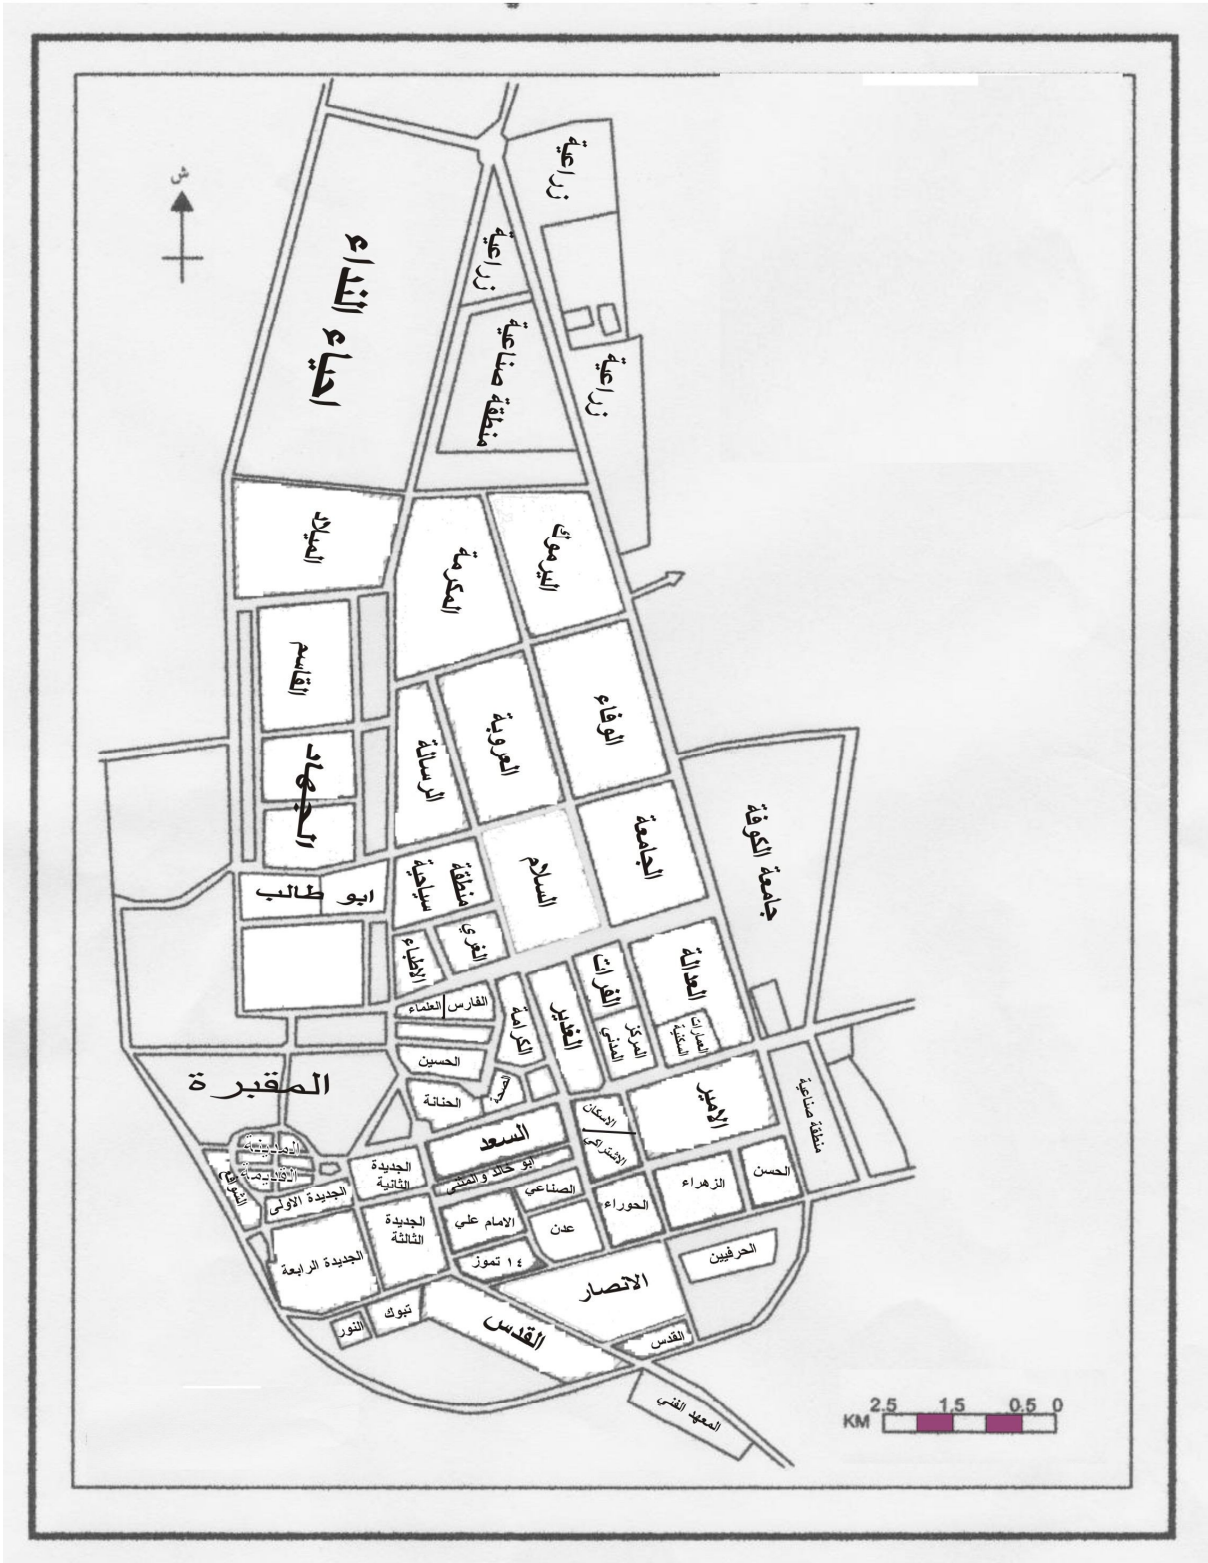 زراعية
ش
زراعية
احياء النداء
منطقة صناعية
زراعية
الميلاد
المكرمة
اليرموك
القاسم
الوفاء
العروبة
الرسالة
الجهاد
الجامعة
جامعة الكوفة
ابو طالب
منطقة
سياحية
السلام
الغري
الاطباء
الفرات
العدالة
الفارس
العلماء
الكرامة
الغدير
المركز
المدني
العمارات
السكنية
الحسين
المقبرة
الحنانة
الصحة
الاسكان
الاشتراكي
الامير
منطقة صناعية
السعد
المدينة
القديمة
الشوافع
الجديدة
الثانية
ابو خالد والمثنى
الصناعي
الجديدة الاولى
الحوراء
الزهراء
الحسن
الجديدة
الثالثة
الامام علي
عدن
الجديدة الرابعة
١٤ تموز
الحرفيين
الانصار
تبوك
النور
القدس
القدس
المعهد الفني
2.5 1.5 0.5 0
KM